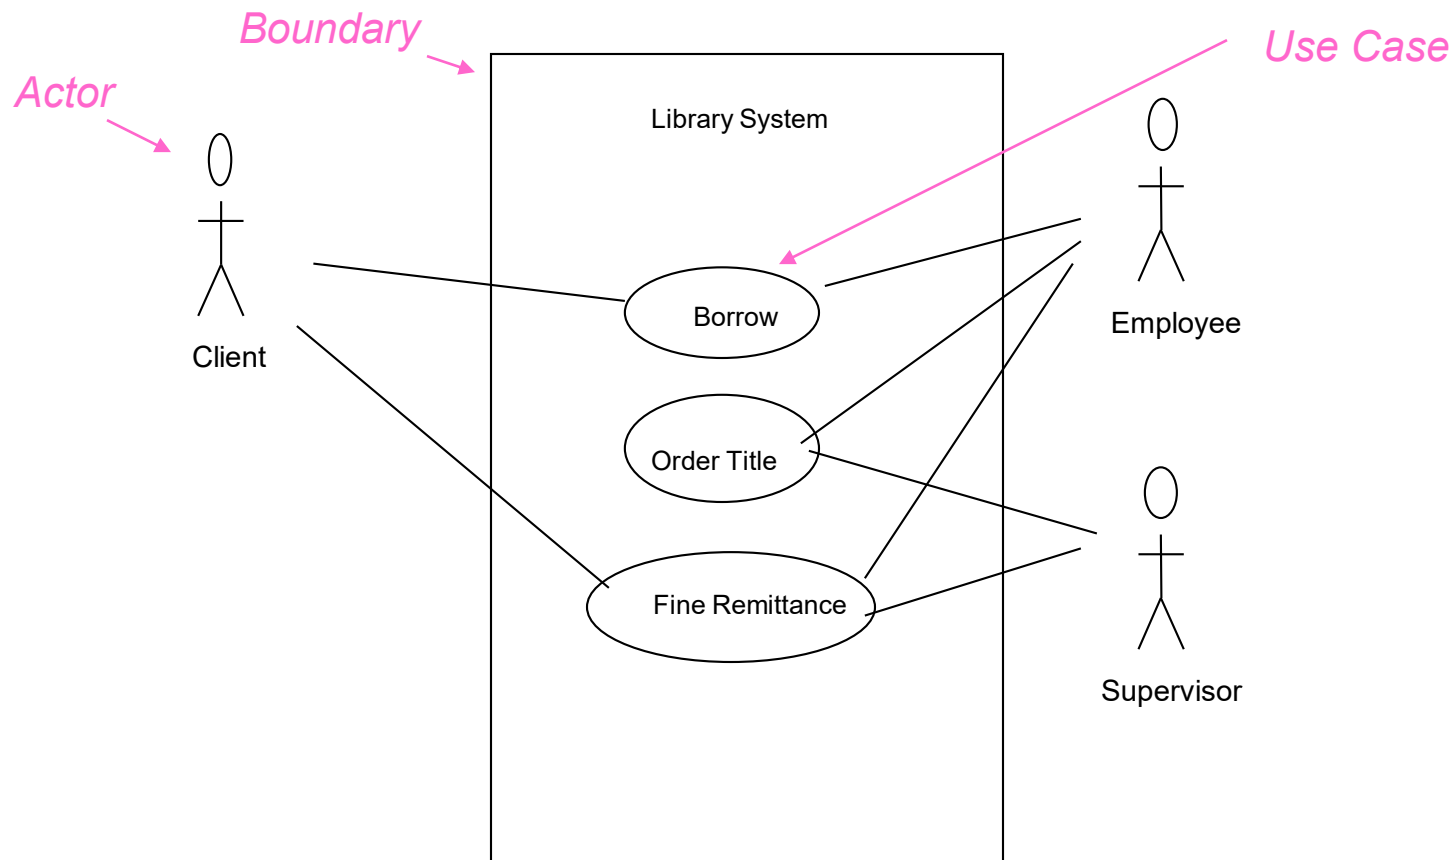 Boundary
Use Case
Actor
Library System
Borrow
Employee
Client
Order Title
Fine Remittance
Supervisor